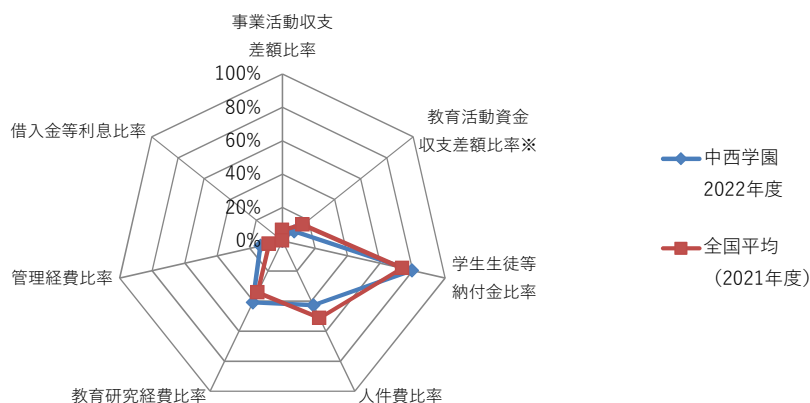 事業活動収支
差額比率
100%
80%
60%
40%
20%
0%
教育活動資金
収支差額比率※
学生生徒等
納付金比率
人件費比率
教育研究経費比率
管理経費比率
借入金等利息比率
中西学園
2022年度
全国平均
（2021年度）